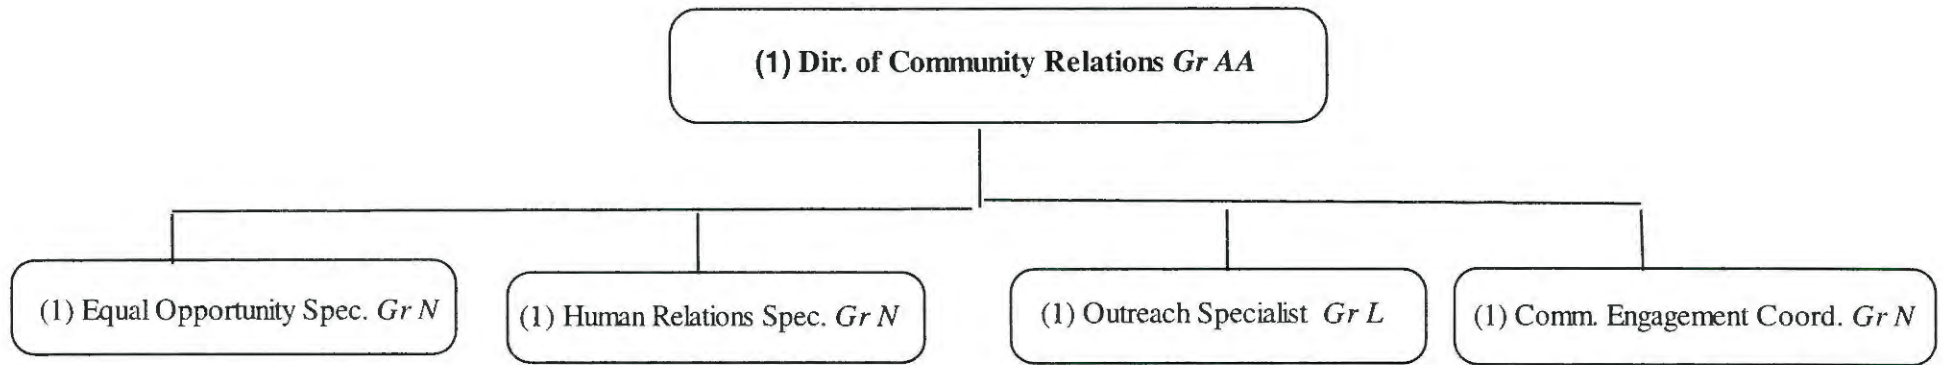 (1) Dir. of Community Relations Gr AA
(1) Equal Opportunity Spec. Gr N
(1) Human Relations Spec. Gr N
(1) Outreach Specialist Gr L
(1) Comm. Engagement Coord. Gr N